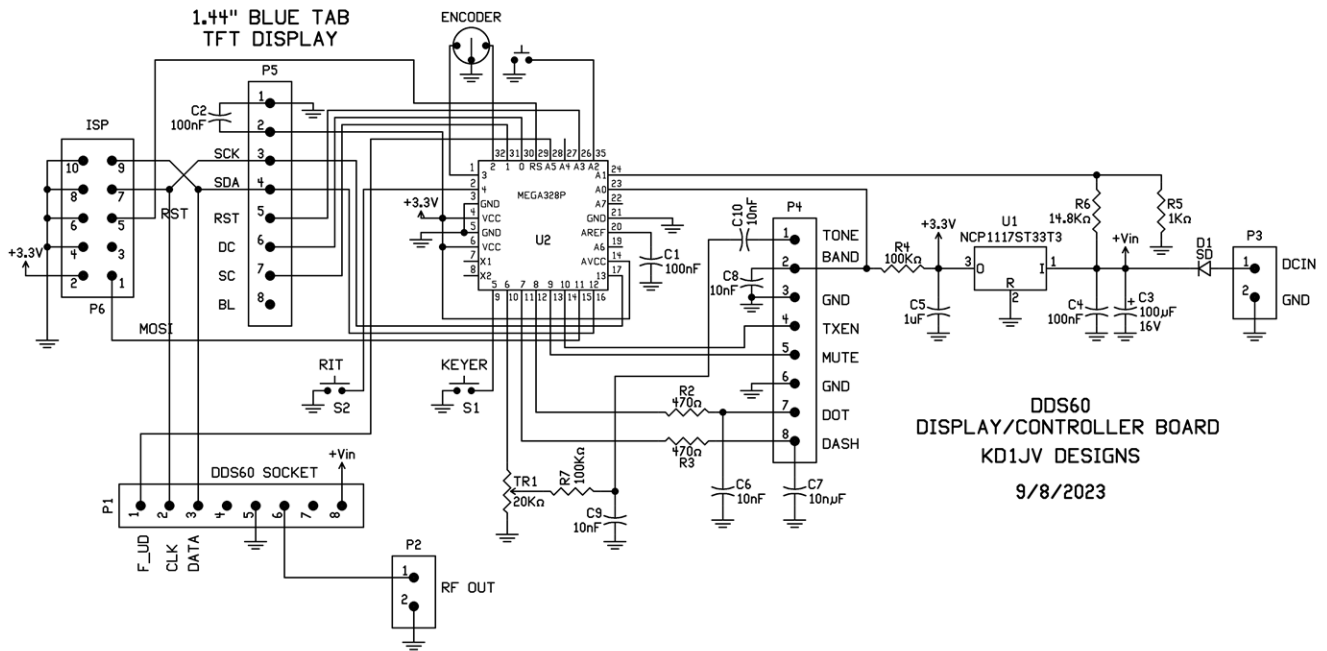 1.44" BLUE TAB
TFT DISPLAY
ENCODER
P5
1
2
3
4
5
6
7
8
C2
100nF
ISP
10
9
8
7
6
5
4
3
2
1
P6
+3.3V
SCK
SDA
RST
RST
DC
SC
BL
MOSI
32 31 30 29 28 27 26 35
2 1 0 RS A5 A4 A3 A2
1
2
3
4
5
6
7
8
3
4
GND
VCC
GND
VCC
X1
X2
MEGA328P
U2
A1
A0
A7
GND
AREF
A6
AVCC
13
24
23
22
21
20
19
14
17
5 6 7 8 9 10 11 12
9 10 11 12 13 14 15 16
+3.3V
C1
100nF
RIT
S2
KEYER
S1
C10
10nF
C8
10nF
P4
1
2
3
4
5
6
7
8
TONE
BAND
GND
TXEN
MUTE
GND
DOT
DASH
R4
100KΩ
+3.3V
C5
1uF
U1
NCP1117ST33T3
3
O
I
1
R
2
R6
14.8KΩ
R5
1KΩ
+Vin
C4
100nF
C3
100µF
16V
D1
SD
P3
1
2
DCIN
GND
R2
470Ω
470Ω
R3
C6
10nF
C7
10nµF
TR1
20KΩ
R7
100KΩ
C9
10nF
DDS60 SOCKET
+Vin
P1
1
2
3
4
5
6
7
8
F_UD
CLK
DATA
P2
1
2
RF OUT
DDS60
DISPLAY/CONTROLLER BOARD
KD1JV DESIGNS
9/8/2023